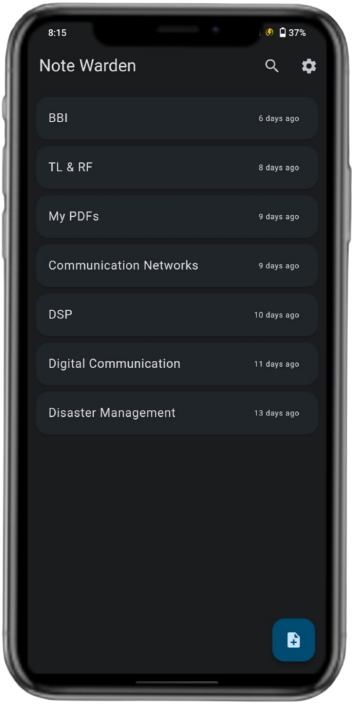 8:15
37%
Note Warden
BBI 6 days ago
TL & RF 8 days ago
My PDFs 9 days ago
Communication Networks 9 days ago
DSP 10 days ago
Digital Communication 11 days ago
Disaster Management 13 days ago